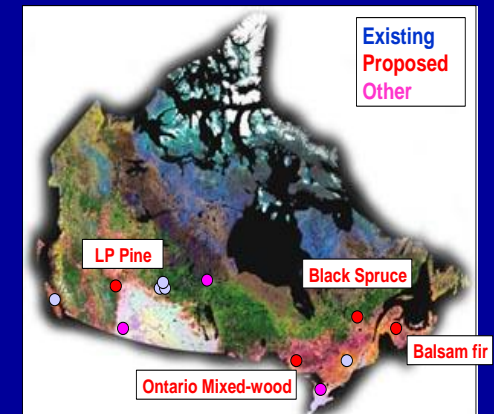 Existing
Proposed
Other
LP Pine
Black Spruce
Balsam fir
Ontario Mixed-wood